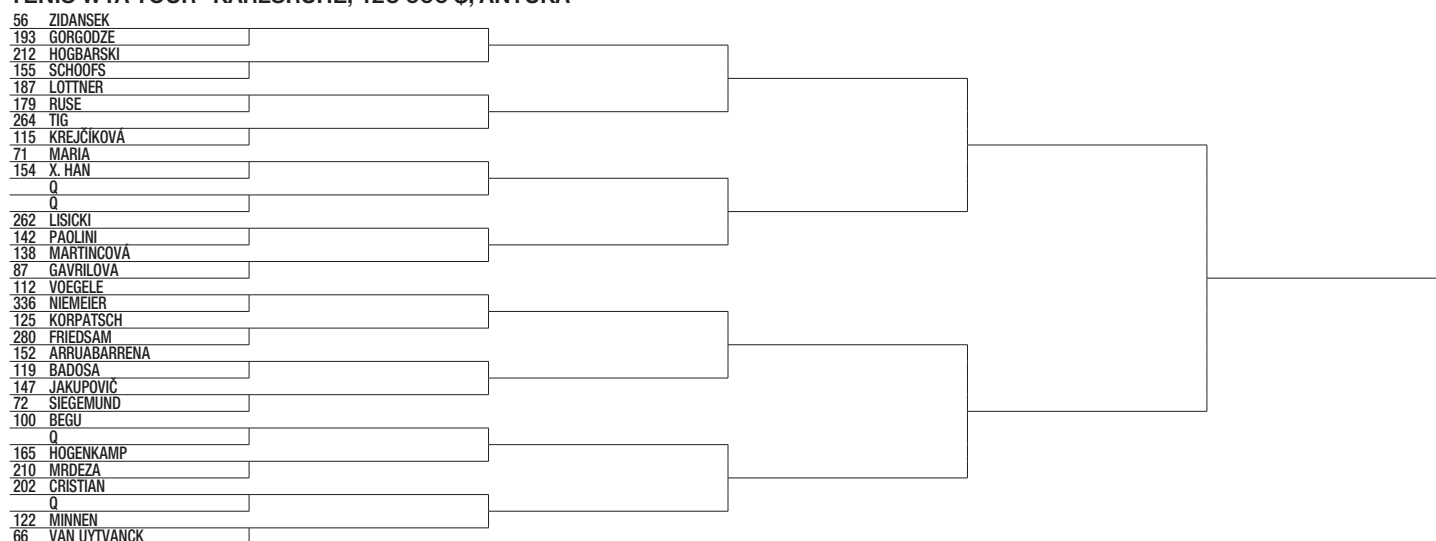 TENIS WTA TOUR - KARLSRUHE, $, ANTUKA
56 ZIDANSEK
193 GORGODZE
212 HOGBARSKI
155 SCHOOFS
187 LOTTNER
179 RUSE
264 TIG
115 KREJČÍKOVÁ
71 MARIA
154 X. HAN
Q
Q
262 LISICKI
142 PAOLINI
138 MARTINCOVÁ
87 GAVRILOVA
112 VOEGELE
336 NIEMEIER
125 KORPATSCH
280 FRIEDSAM
152 ARRUABARRENA
119 BADOSA
147 JAKUPOVIČ
72 SIEGEMUND
100 BEGU
Q
165 HOGENKAMP
210 MRDEZA
202 CRISTIAN
Q
122 MINNEN
66 VAN UYTVANCK